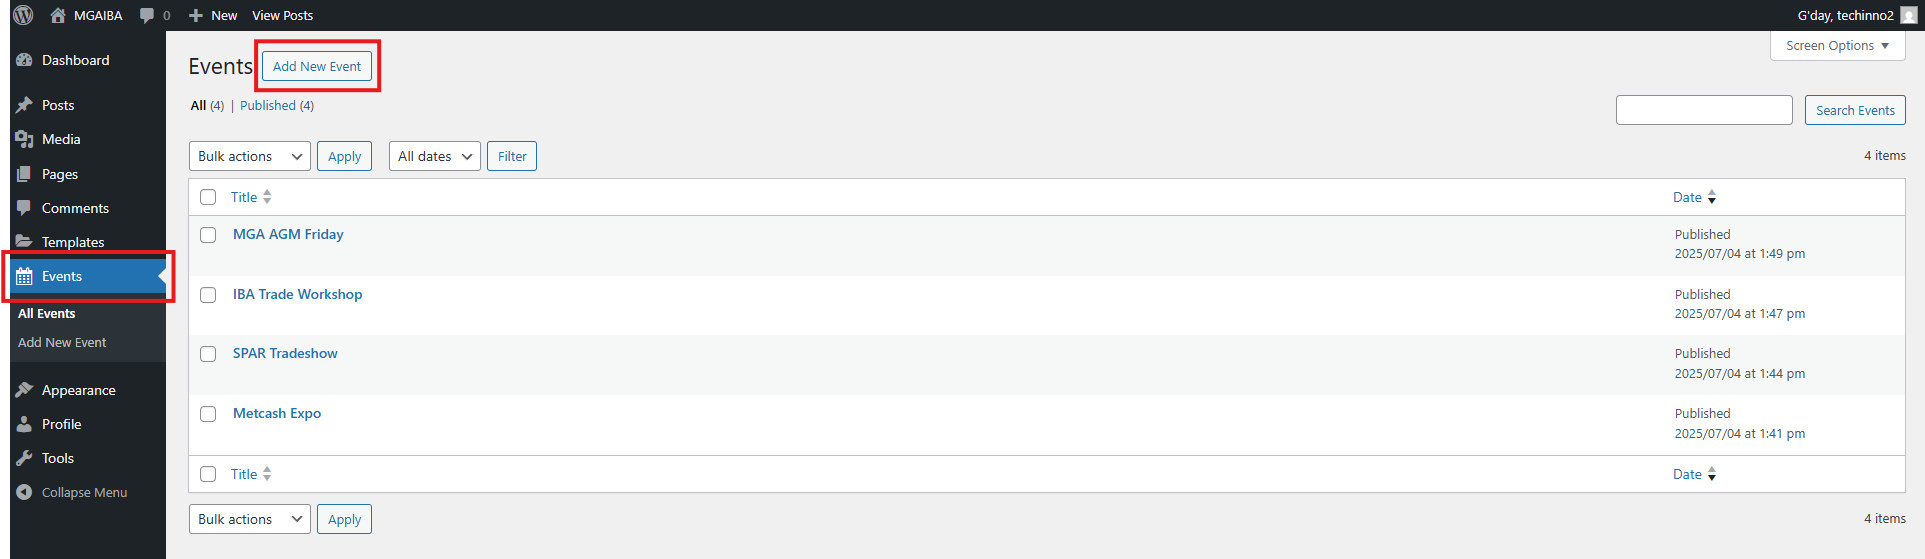 MGAIBA 0 New View Posts G'day, techinno2
Screen Options
Dashboard
Posts
Media
Pages
Comments
Templates
Events
All Events
Add New Event
Appearance
Profile
Tools
Collapse Menu
Events Add New Event
All (4) | Published (4)
Search Events
Bulk actions Apply All dates Filter 4 items
Title Date
MGA AGM Friday Published
2025/07/04 at 1:49 pm
IBA Trade Workshop Published
2025/07/04 at 1:47 pm
SPAR Tradeshow Published
2025/07/04 at 1:44 pm
Metcash Expo Published
2025/07/04 at 1:41 pm
Title Date
Bulk actions Apply 4 items